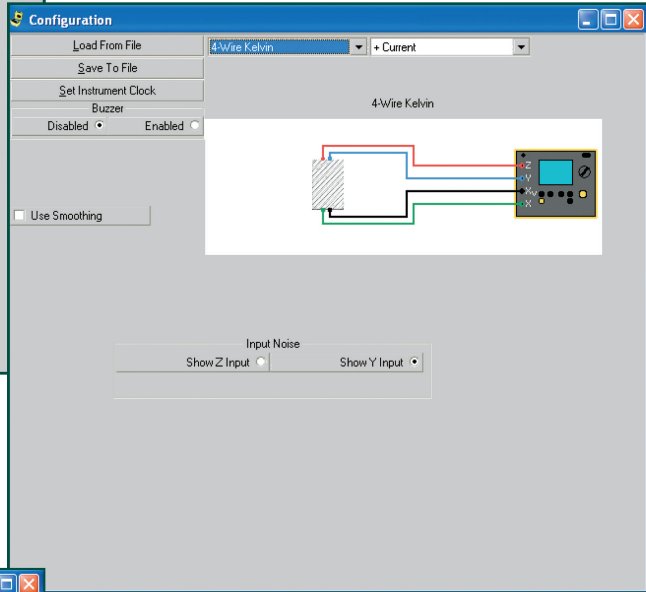 Configuration
Load From File
4-Wire Kelvin
+ Current
Save To File
Set Instrument Clock
Buzzer
4-Wire Kelvin
Disabled
Enabled
Z
Y
Xv
X
Use Smoothing
Input Noise
Show Z Input
Show Y Input